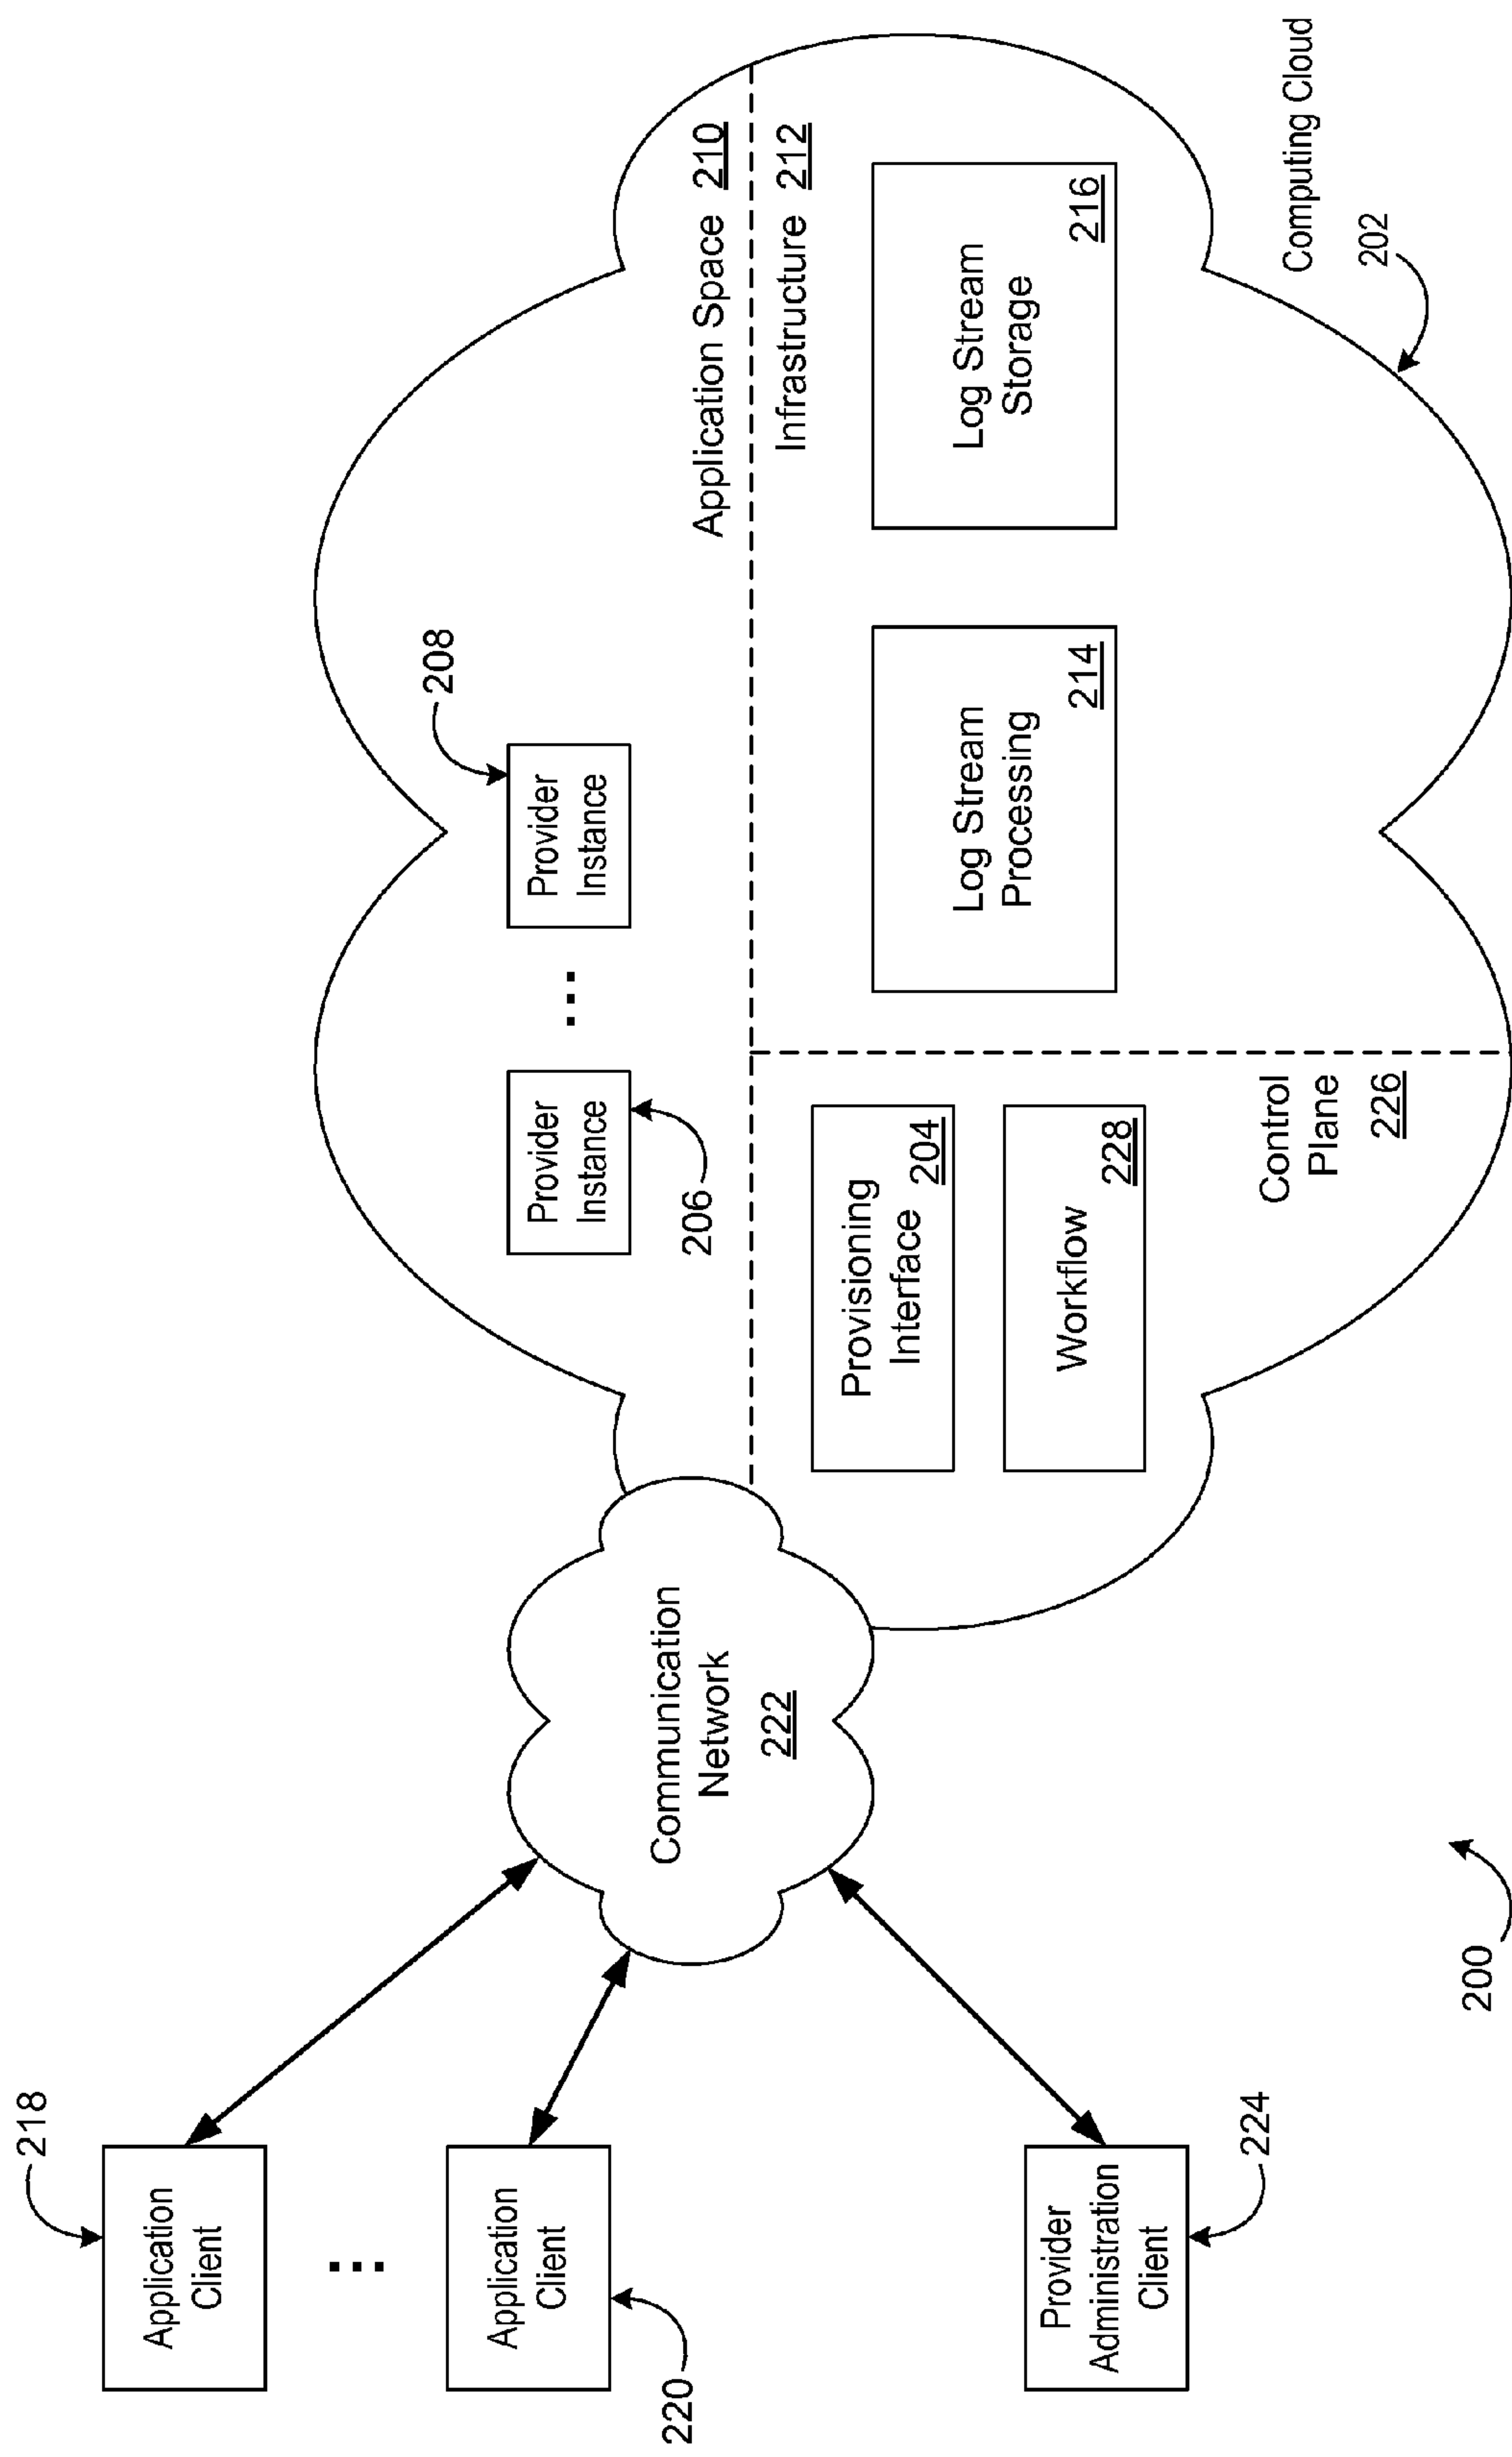 218
Application
Client
Application
Client
220
Provider
Administration
Client
224
Communication
Network
222
200
Provider
Instance
206
...
Provider
Instance
208
Application Space 210
Infrastructure 212
Provisioning
Interface 204
Workflow
228
Control
Plane
226
Log Stream
Processing
214
Log Stream
Storage
216
Computing Cloud
202